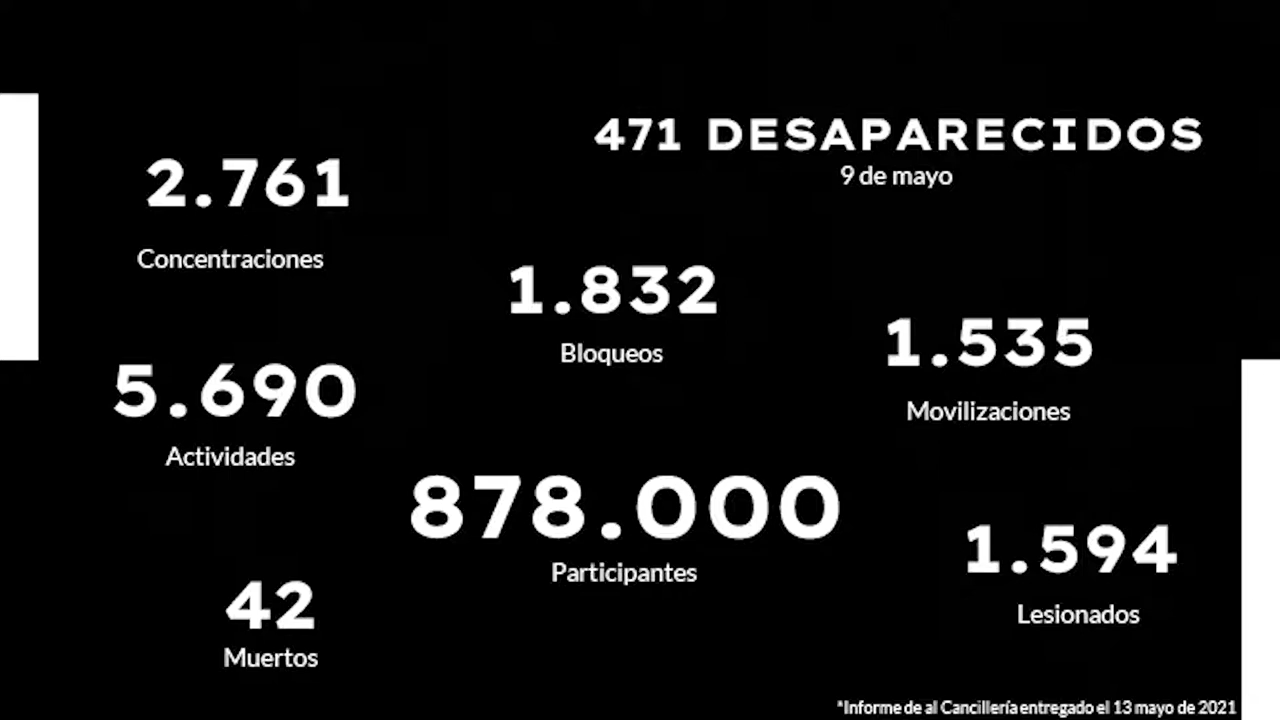 471 DESAPARECIDOS
9 de mayo
2.761
Concentraciones
1.832
Bloqueos
1.535
Movilizaciones
5.690
Actividades
878.000
Participantes
1.594
Lesionados
42
Muertos
*Informe de al Cancillería entregado el 13 mayo de 2021